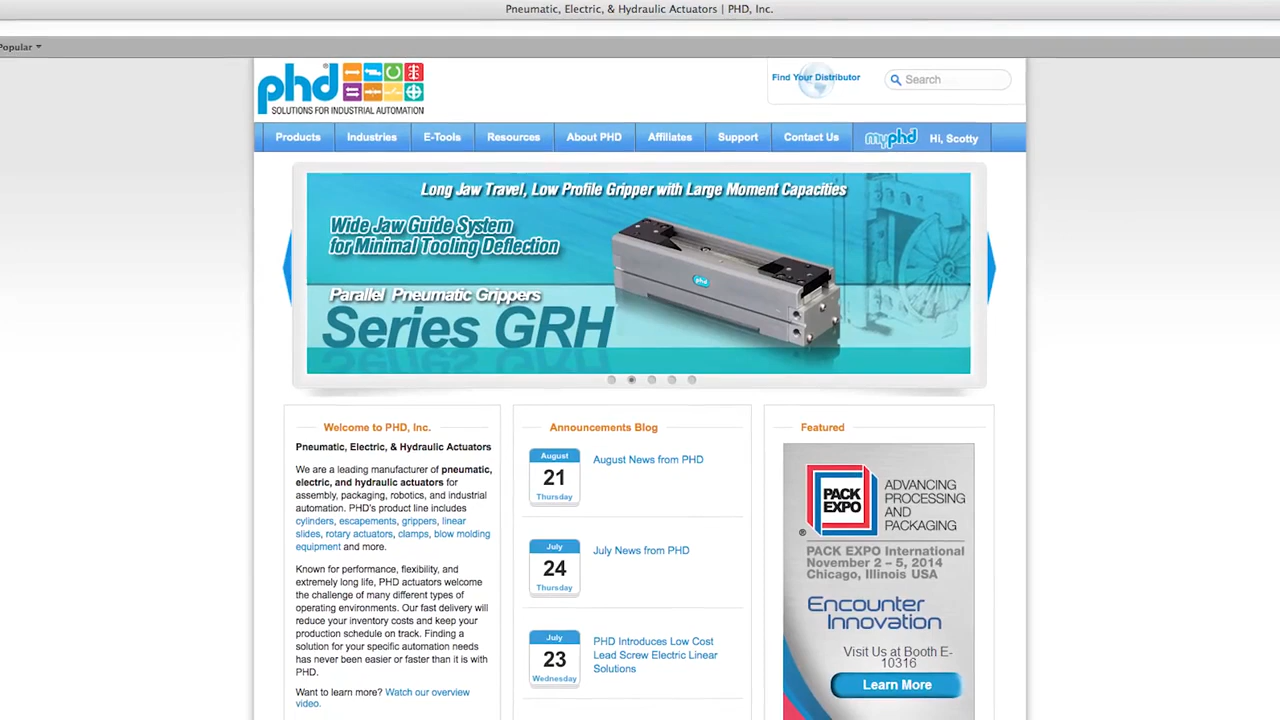 Pneumatic, Electric, & Hydraulic Actuators | PHD, Inc.
Popular
phd®
SOLUTIONS FOR INDUSTRIAL AUTOMATION
Find Your Distributor
Search
Products
Industries
E-Tools
Resources
About PHD
Affiliates
Support
Contact Us
myphd
Hi, Scotty
Long Jaw Travel, Low Profile Gripper with Large Moment Capacities
Wide Jaw Guide System
for Minimal Tooling Deflection
Parallel Pneumatic Grippers
Series GRH
phd
Welcome to PHD, Inc.
Pneumatic, Electric, & Hydraulic Actuators
We are a leading manufacturer of pneumatic,
electric, and hydraulic actuators for
assembly, packaging, robotics, and industrial
automation. PHD's product line includes
cylinders, escapements, grippers, linear
slides, rotary actuators, clamps, blow molding
equipment and more.
Known for performance, flexibility, and
extremely long life, PHD actuators welcome
the challenge of many different types of
operating environments. Our fast delivery will
reduce your inventory costs and keep your
production schedule on track. Finding a
solution for your specific automation needs
has never been easier or faster than it is with
PHD.
Want to learn more? Watch our overview
video.
Announcements Blog
August
21
Thursday
August News from PHD
July
24
Thursday
July News from PHD
July
23
Wednesday
PHD Introduces Low Cost
Lead Screw Electric Linear
Solutions
Featured
PACK
EXPO
®
ADVANCING
PROCESSING
AND
PACKAGING
PACK EXPO International
November 2 - 5, 2014
Chicago, Illinois USA
Encounter
Innovation
Visit Us at Booth E-
10316
Learn More